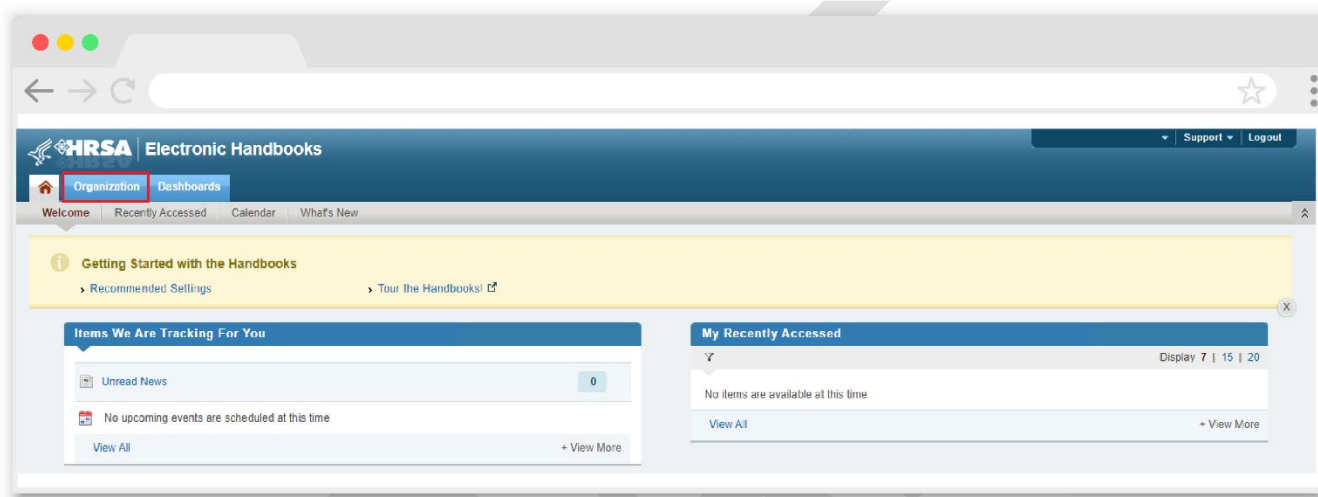 Support Logout
HRSA Electronic Handbooks
Organization Dashboards
Welcome Recently Accessed Calendar What's New
Getting Started with the Handbooks
Recommended Settings Tour the Handbooks!
X
Items We Are Tracking For You
Unread News 0
No upcoming events are scheduled at this time
View All + View More
My Recently Accessed
Display 7 | 15 | 20
No items are available at this time
View All + View More